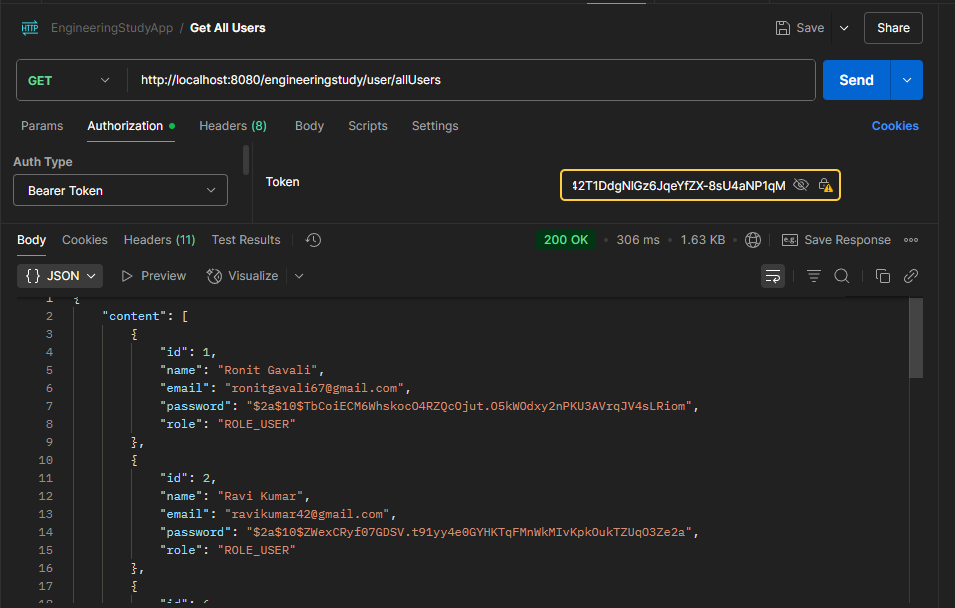 HTTP EngineeringStudyApp / Get All Users Save Share
GET http://localhost:8080/engineeringstudy/user/allUsers Send
Params Authorization Headers (8) Body Scripts Settings Cookies
Auth Type
Bearer Token
Token 42T1DdgNlGz6JqeYfZX-8sU4aNP1qM
Body Cookies Headers (11) Test Results 200 OK 306 ms 1.63 KB e.g. Save Response
{} JSON Preview Visualize
1 {
2 "content": [
3 {
4 "id": 1,
5 "name": "Ronit Gavali",
6 "email": "ronitgavali67@gmail.com",
7 "password": "$2a$10$TbCoiECM6WhskocO4RZQcOjut.O5kWOdxy2nPKU3AVrqJV4sLRiom",
8 "role": "ROLE_USER"
9 },
10 {
11 "id": 2,
12 "name": "Ravi Kumar",
13 "email": "ravikumar42@gmail.com",
14 "password": "$2a$10$ZWexCRyf07GDSV.t91yy4e0GYHKTqFMnWkMIvKpkOukTZUqO3Ze2a",
15 "role": "ROLE_USER"
16 },
17 {
18 "id":